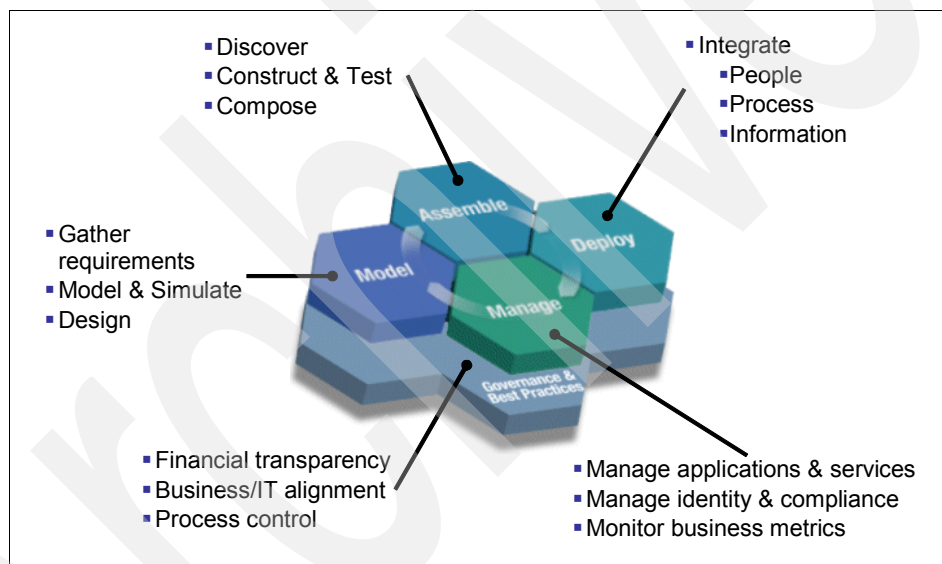 ▪ Discover
▪ Construct & Test
▪ Compose
▪ Integrate
▪ People
▪ Process
▪ Information
▪ Gather
requirements
▪ Model & Simulate
▪ Design
Assemble
Deploy
Model
Manage
Governance &
Best Practices
▪ Financial transparency
▪ Business/IT alignment
▪ Process control
▪ Manage applications & services
▪ Manage identity & compliance
▪ Monitor business metrics